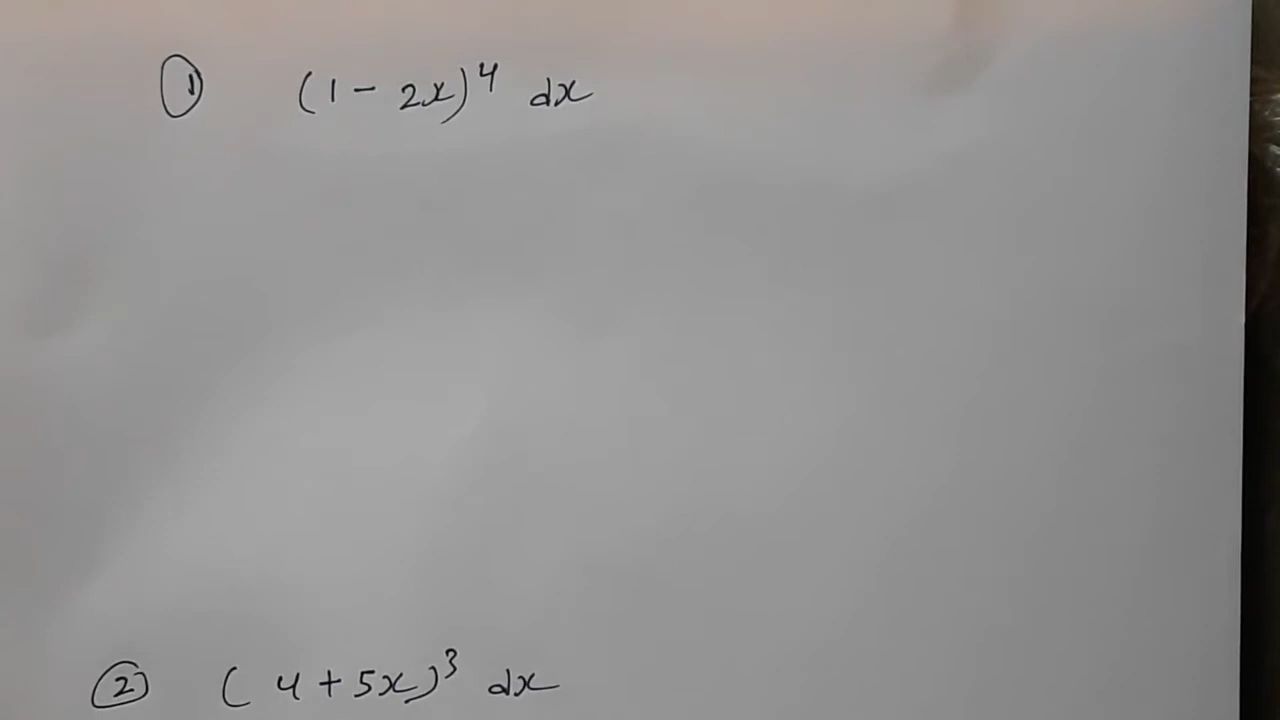 ① (1 - 2x)⁴ dx
② (4 + 5x)³ dx